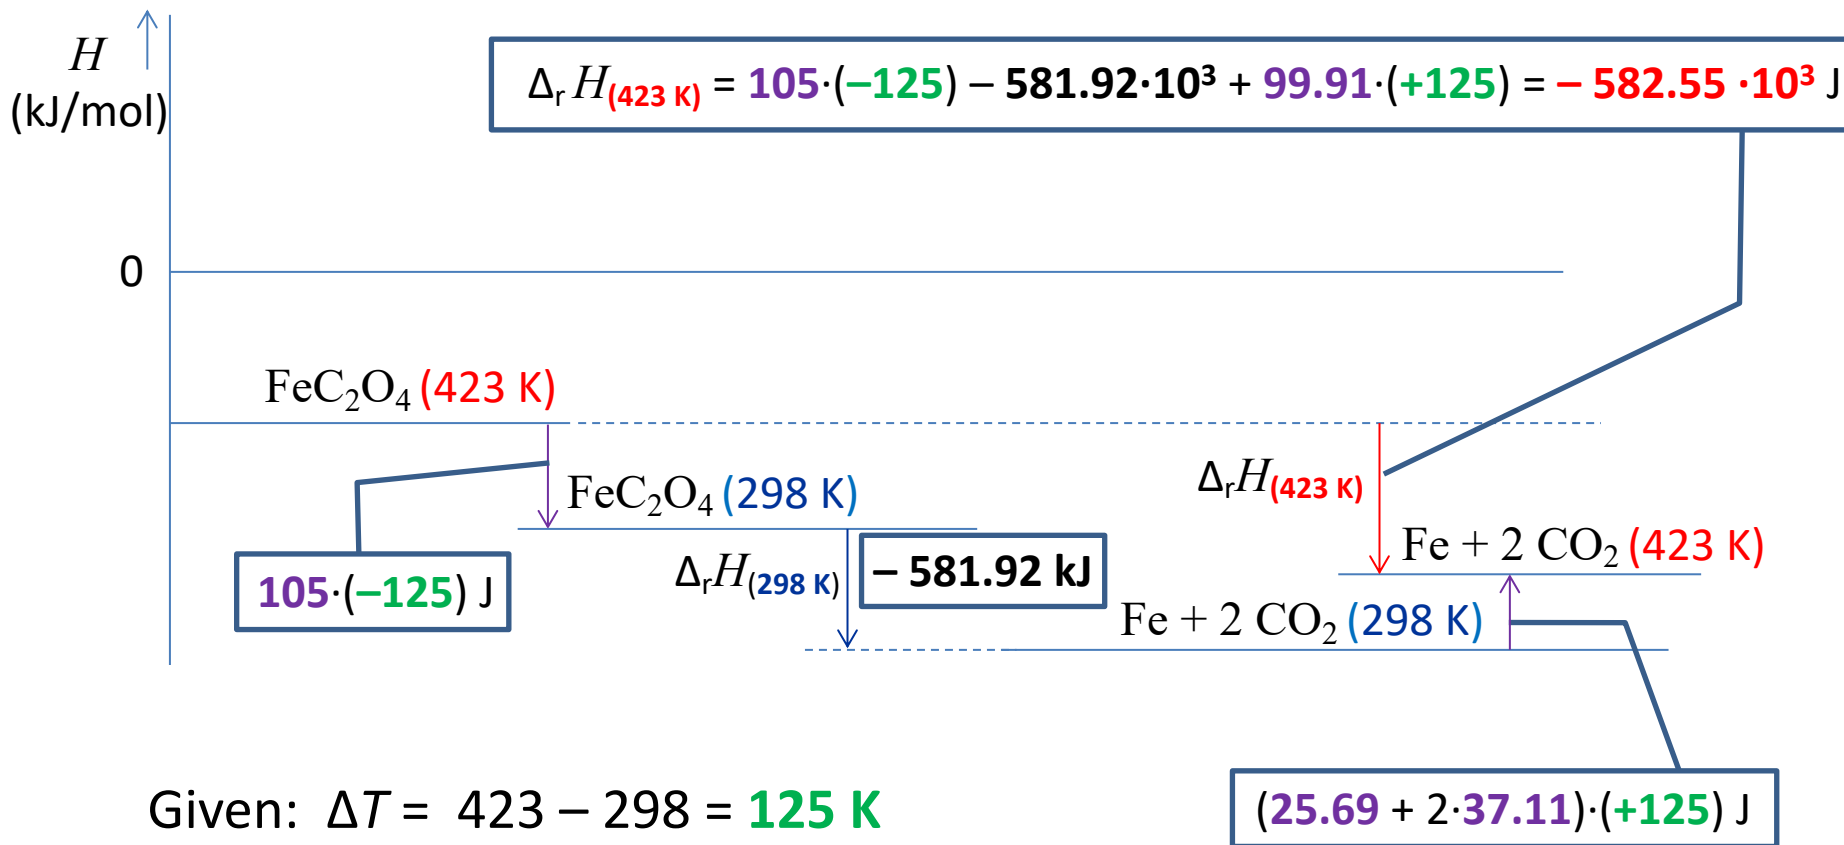 H
(kJ/mol)
Δr H(423 K) = 105·(–125) – 581.92·10³ + 99.91·(+125) = – 582.55 ·10³ J
0
FeC₂O₄ (423 K)
FeC₂O₄ (298 K)
ΔrH(423 K)
105·(–125) J
ΔrH(298 K)
– 581.92 kJ
Fe + 2 CO₂ (423 K)
Fe + 2 CO₂ (298 K)
Given: ΔT = 423 – 298 = 125 K
(25.69 + 2·37.11)·(+125) J